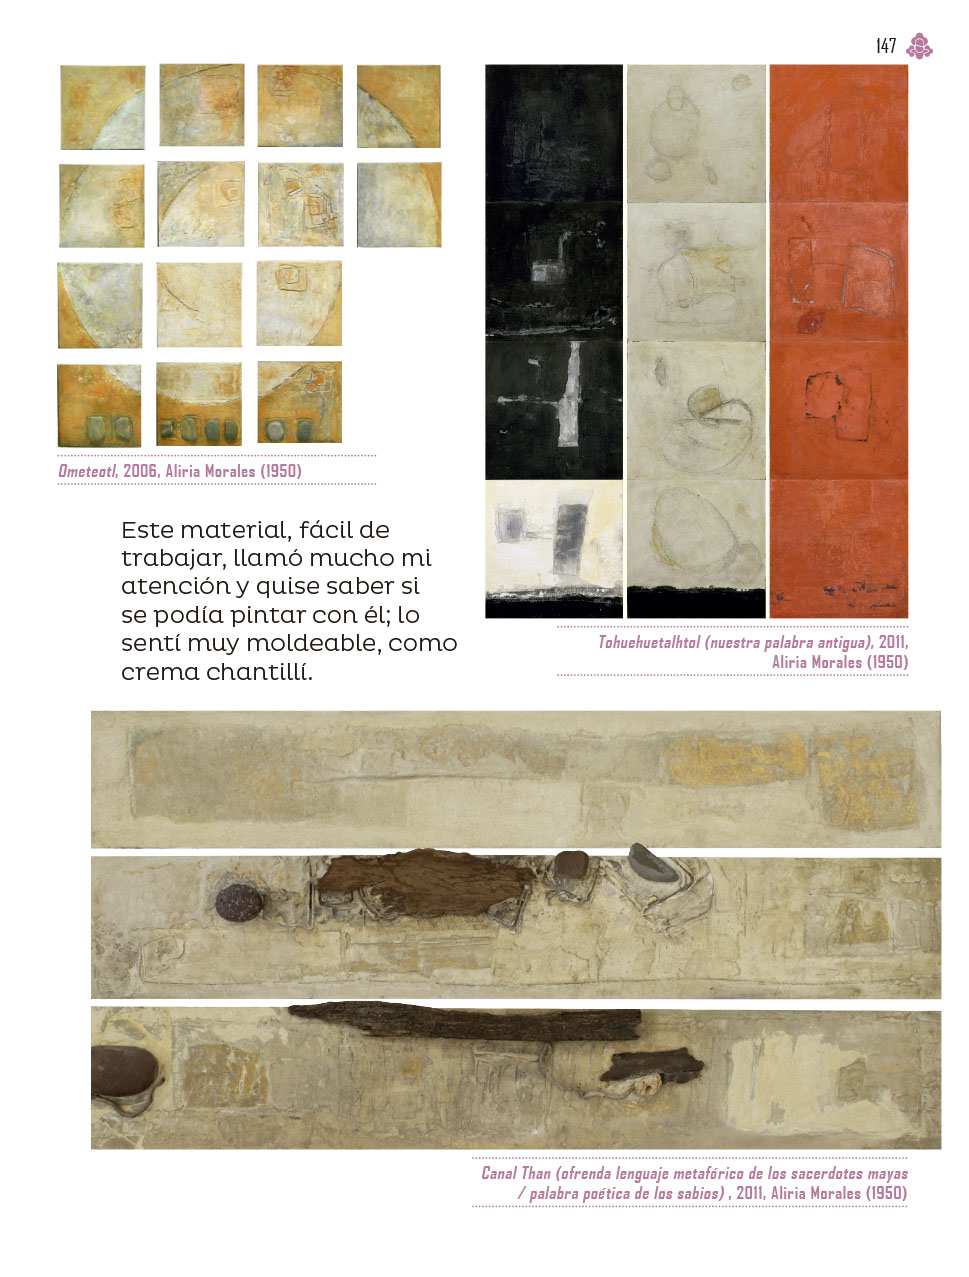 147
Ometeotl, 2006, Aliria Morales (1950)
Este material, fácil de
trabajar, llamó mucho mi
atención y quise saber si
se podía pintar con él; lo
sentí muy moldeable, como
crema chantillí.
Tohuehuetalhtol (nuestra palabra antigua), 2011,
Aliria Morales (1950)
Canal Than (ofrenda lenguaje metafórico de los sacerdotes mayas
/ palabra poética de los sabios) , 2011, Aliria Morales (1950)